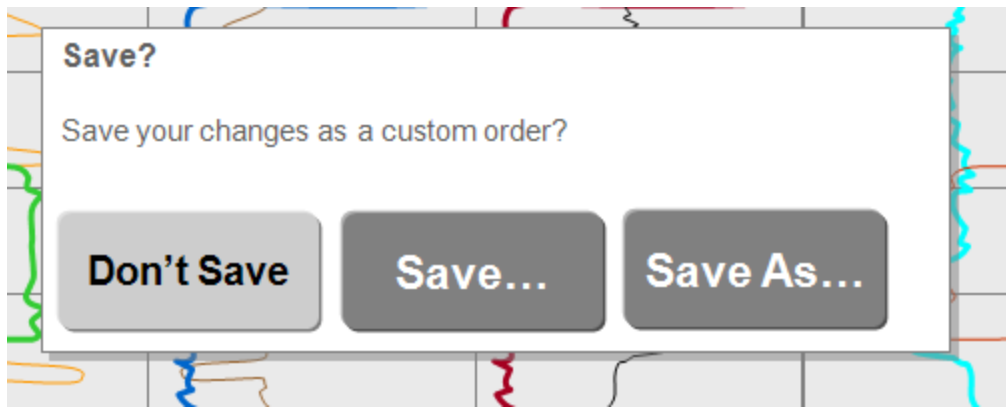 Save?
Save your changes as a custom order?
Don’t Save
Save…
Save As…